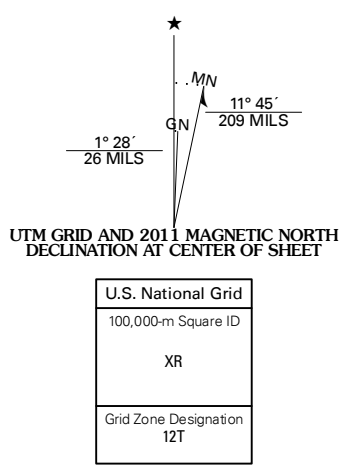 ★
MN
GN
11° 45´
209 MILS
1° 28´
26 MILS
UTM GRID AND 2011 MAGNETIC NORTH
DECLINATION AT CENTER OF SHEET
U.S. National Grid
100,000-m Square ID
XR
Grid Zone Designation
12T